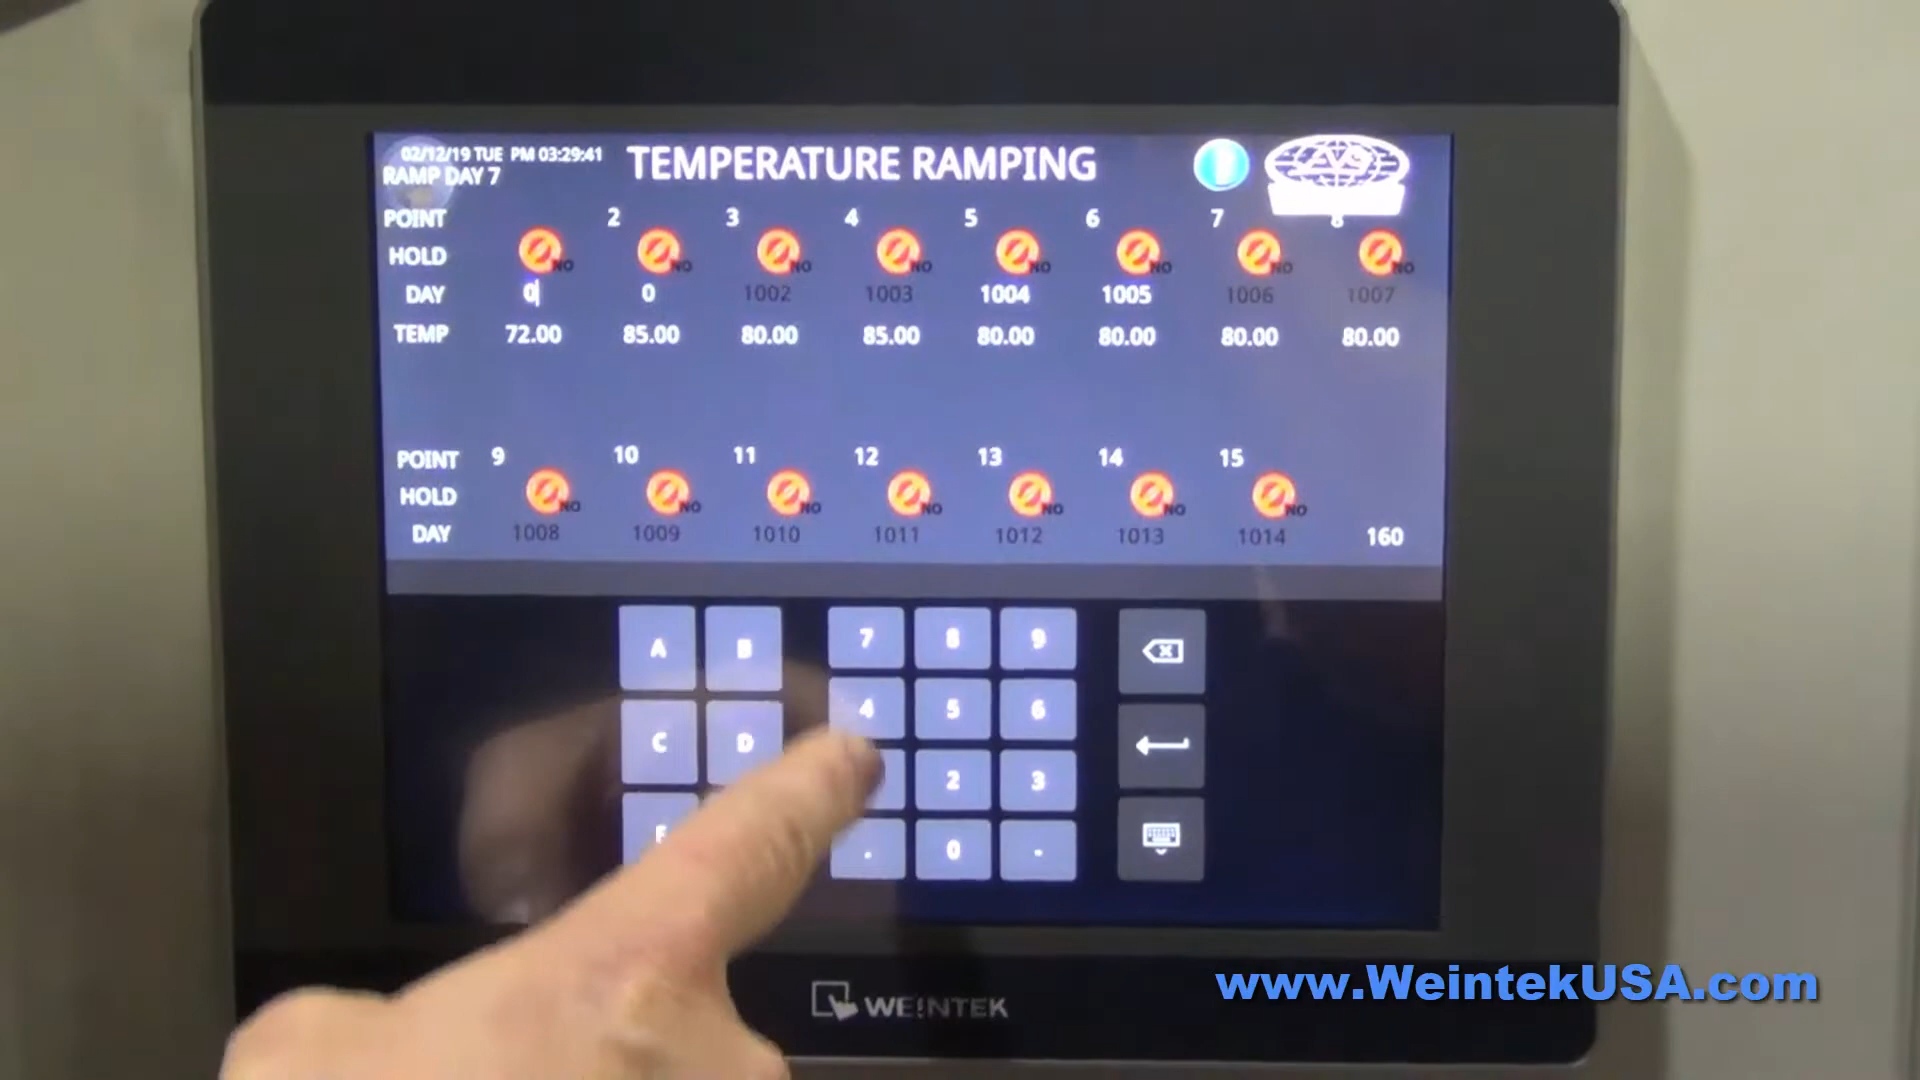 02/12/19 TUE PM 03:29:41
RAMP DAY 7
TEMPERATURE RAMPING
AVS
POINT 2 3 4 5 6 7 8
HOLD NO NO NO NO NO NO NO NO
DAY 0 0 1002 1003 1004 1005 1006 1007
TEMP 72.00 85.00 80.00 85.00 80.00 80.00 80.00 80.00
POINT 9 10 11 12 13 14 15
HOLD NO NO NO NO NO NO NO
DAY 1008 1009 1010 1011 1012 1013 1014 160
A B 7 8 9
4 5 6
C D 2 3
. 0 -
WEINTEK
www.WeintekUSA.com